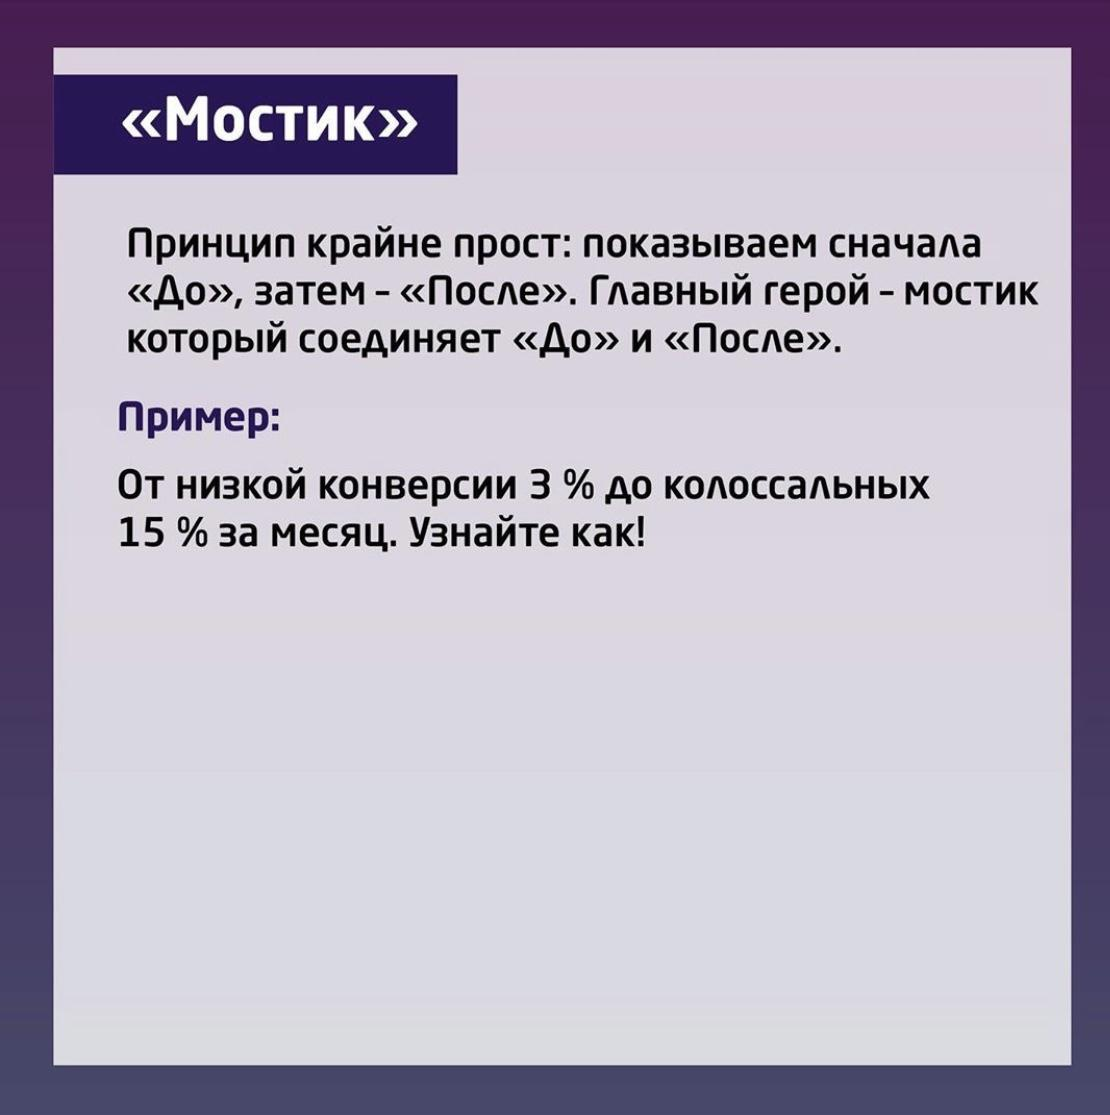 «Мостик»
Принцип крайне прост: показываем сначала
«До», затем – «После». Главный герой – мостик
который соединяет «До» и «После».
Пример:
От низкой конверсии 3 % до колоссальных
15 % за месяц. Узнайте как!